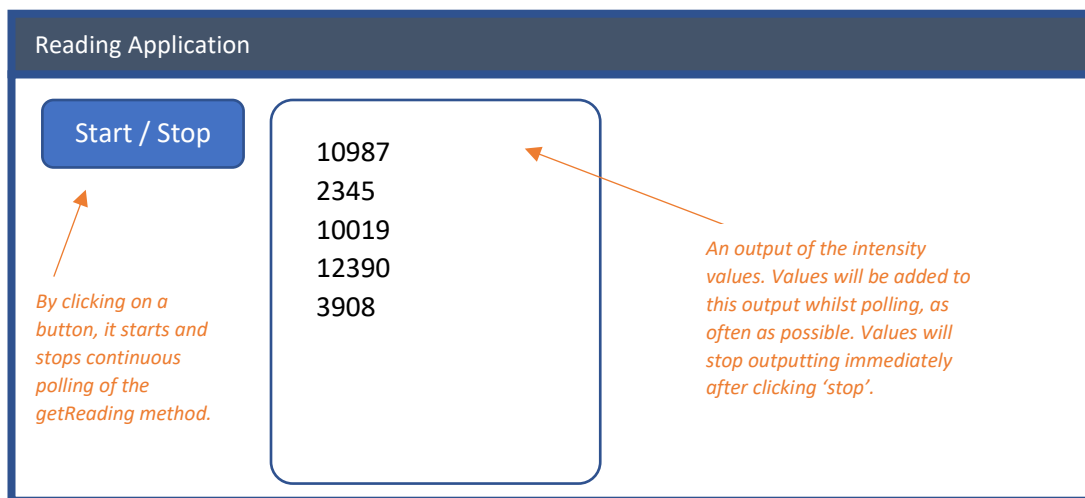 Reading Application
Start / Stop
10987
2345
10019
12390
3908
By clicking on a
button, it starts and
stops continuous
polling of the
getReading method.
An output of the intensity
values. Values will be added to
this output whilst polling, as
often as possible. Values will
stop outputting immediately
after clicking ‘stop’.